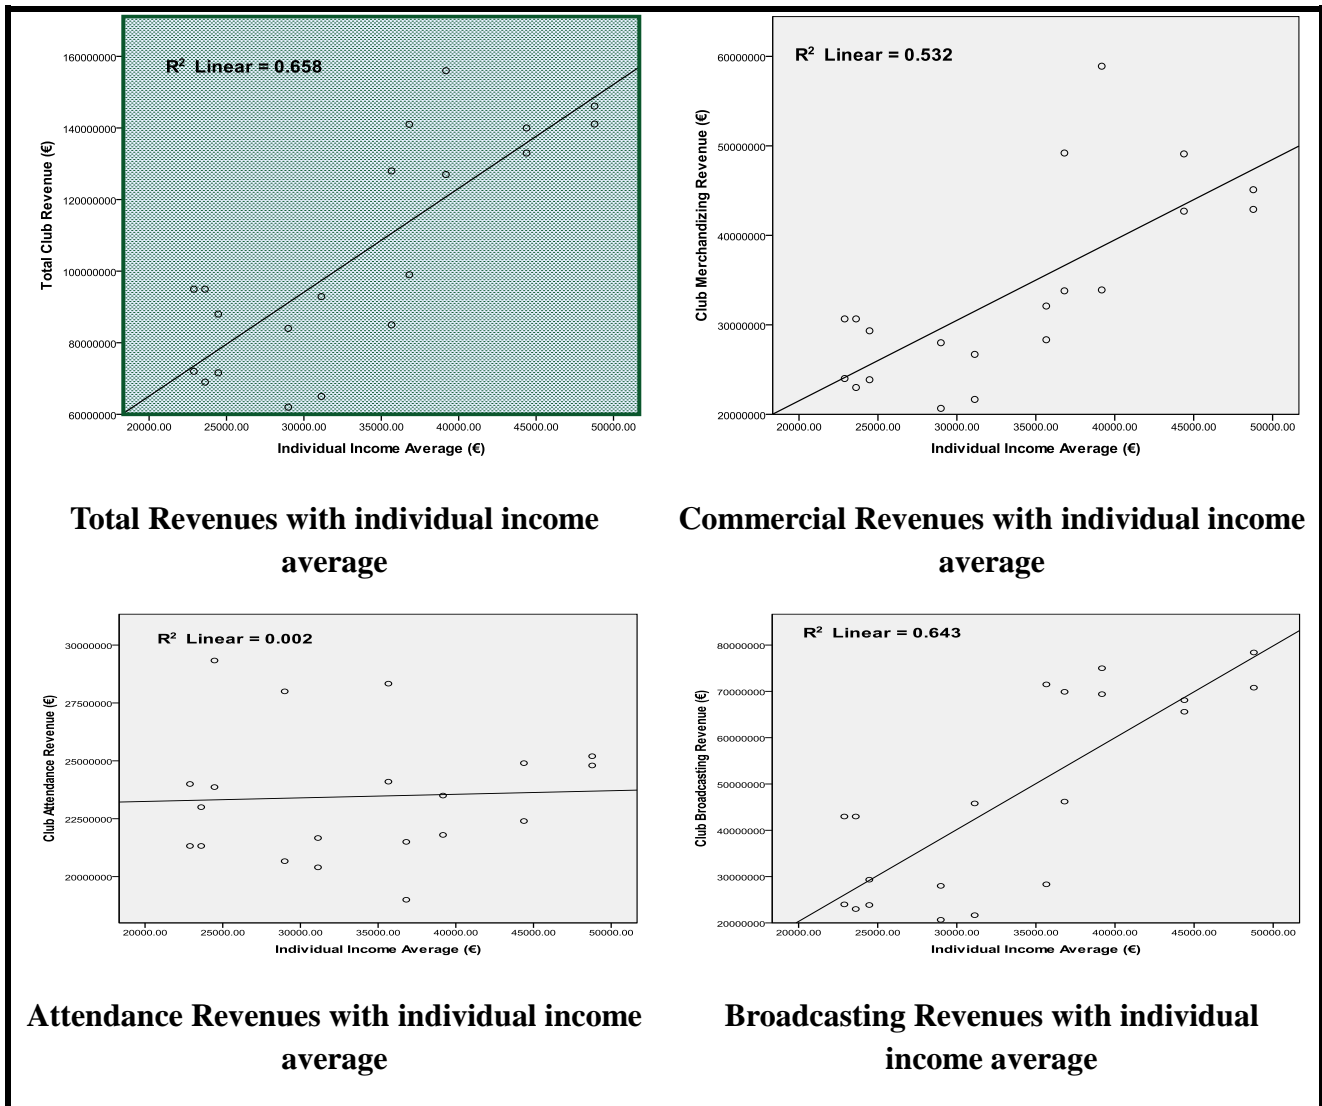 R² Linear = 0.658
160000000
140000000
120000000
100000000
80000000
60000000
Total Club Revenue (€)
20000.00 25000.00 30000.00 35000.00 40000.00 45000.00 50000.00
Individual Income Average (€)
Total Revenues with individual income
average
R² Linear = 0.532
60000000
50000000
40000000
30000000
20000000
Club Merchandizing Revenue (€)
20000.00 25000.00 30000.00 35000.00 40000.00 45000.00 50000.00
Individual Income Average (€)
Commercial Revenues with individual income
average
R² Linear = 0.002
30000000
27500000
25000000
22500000
20000000
Club Attendance Revenue (€)
20000.00 25000.00 30000.00 35000.00 40000.00 45000.00 50000.00
Individual Income Average (€)
Attendance Revenues with individual income
average
R² Linear = 0.643
80000000
70000000
60000000
50000000
40000000
30000000
20000000
Club Broadcasting Revenue (€)
20000.00 25000.00 30000.00 35000.00 40000.00 45000.00 50000.00
Individual Income Average (€)
Broadcasting Revenues with individual
income average